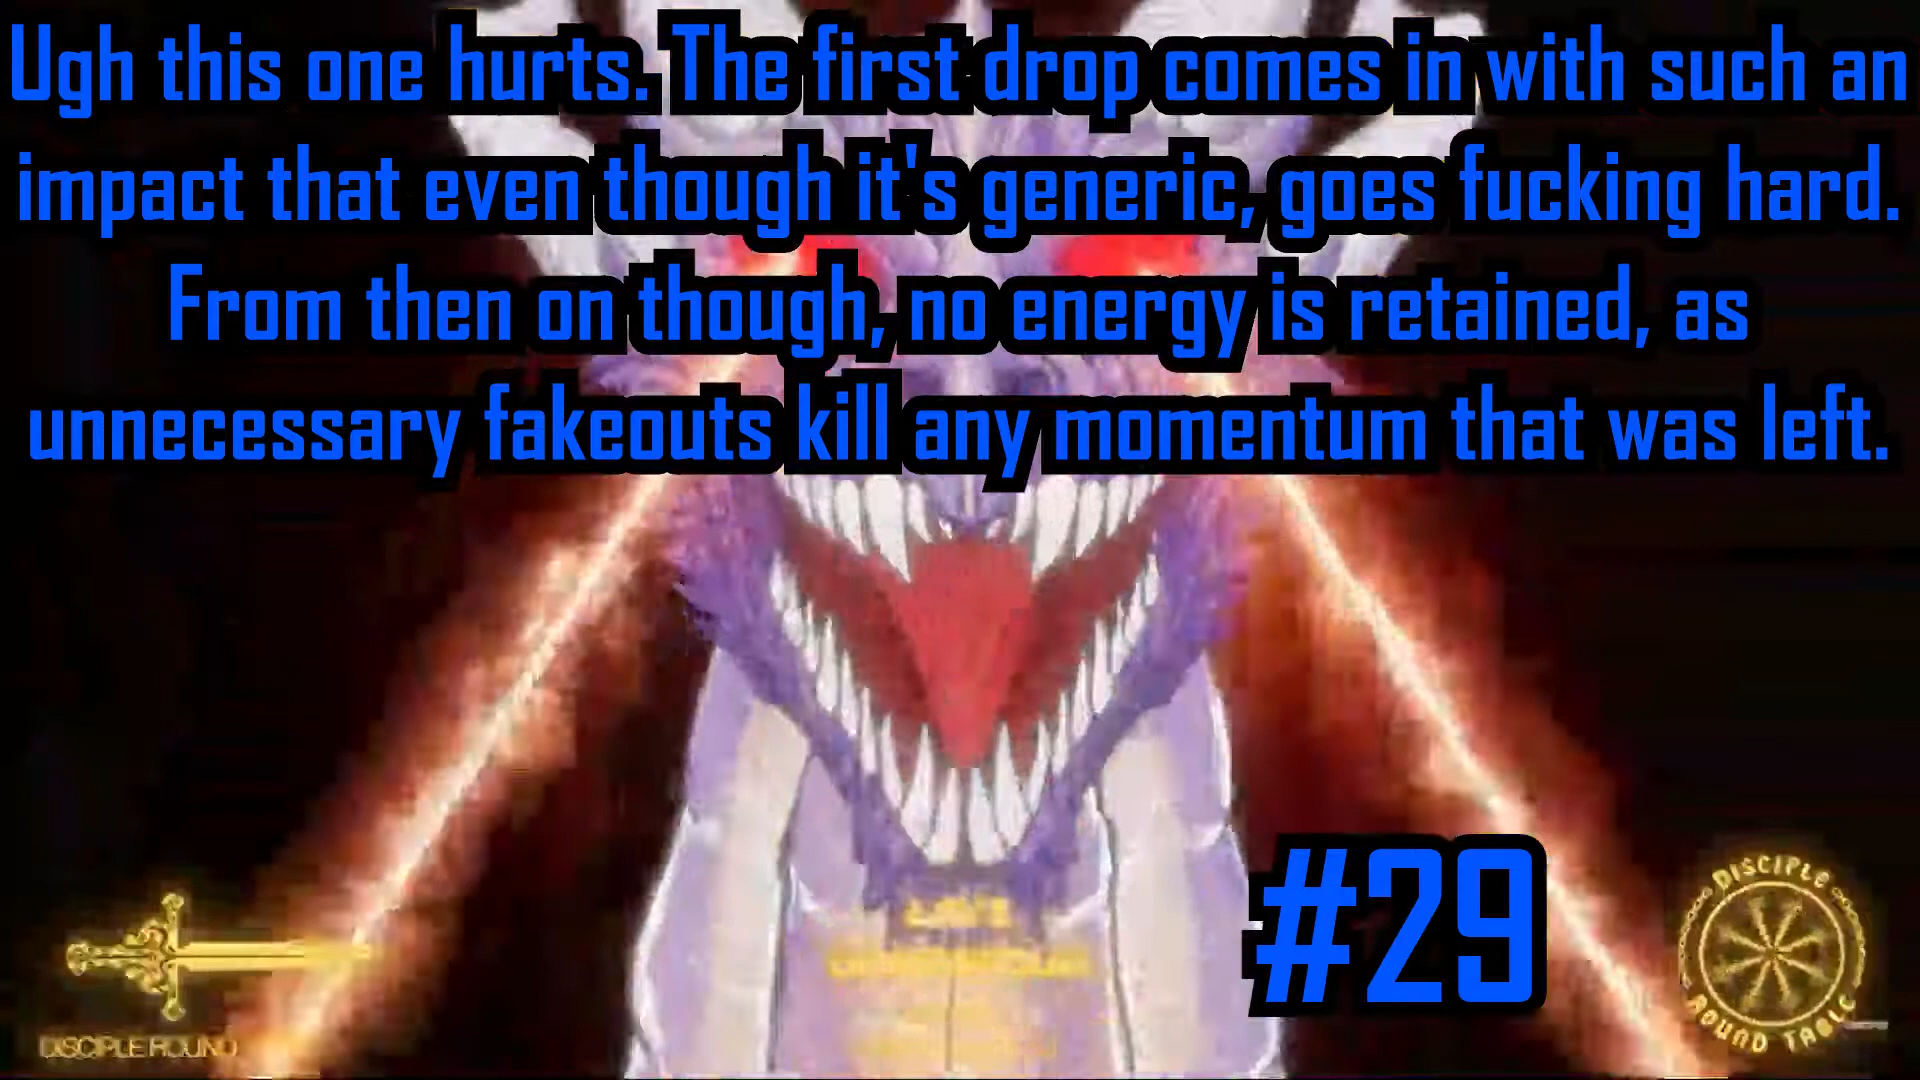 Ugh this one hurts. The first drop comes in with such an
impact that even though it's generic, goes fucking hard.
From then on though, no energy is retained, as
unnecessary fakeouts kill any momentum that was left.
#29
DISCIPLE ROUND
DISCIPLE
ROUND TABLE